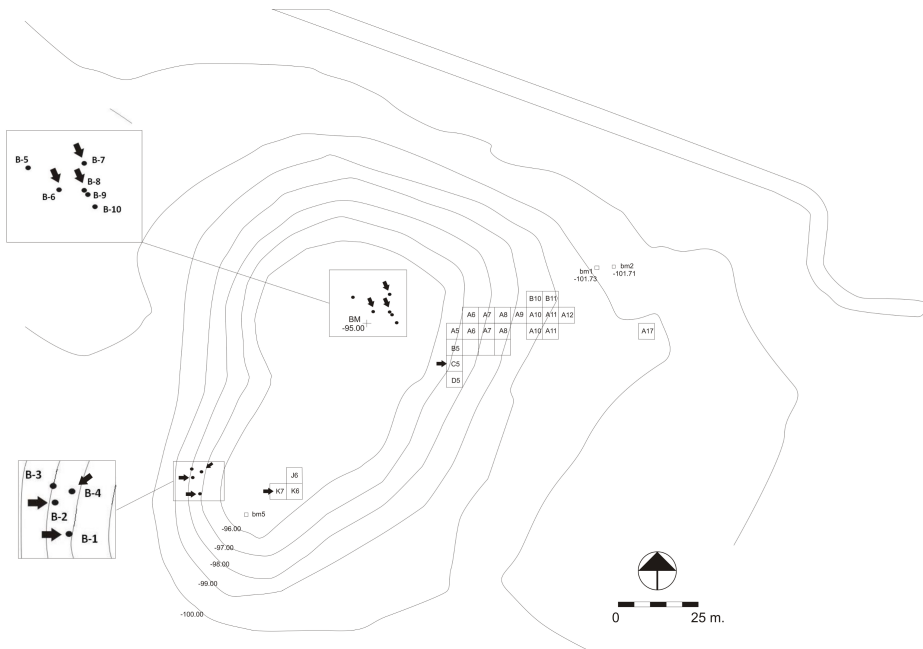 B-5
B-7
B-8
B-6
B-9
B-10
bm1
-101.73
bm2
-101.71
BM
-95.00
B10 B11
A6 A7 A8 A9 A10 A11 A12
A5 A6 A7 A8 A10 A11 A17
B5
C5
D5
B-3
B-4
B-2
B-1
J6
K7 K6
bm5
-96.00
-97.00
-98.00
-99.00
-100.00
0 25 m.